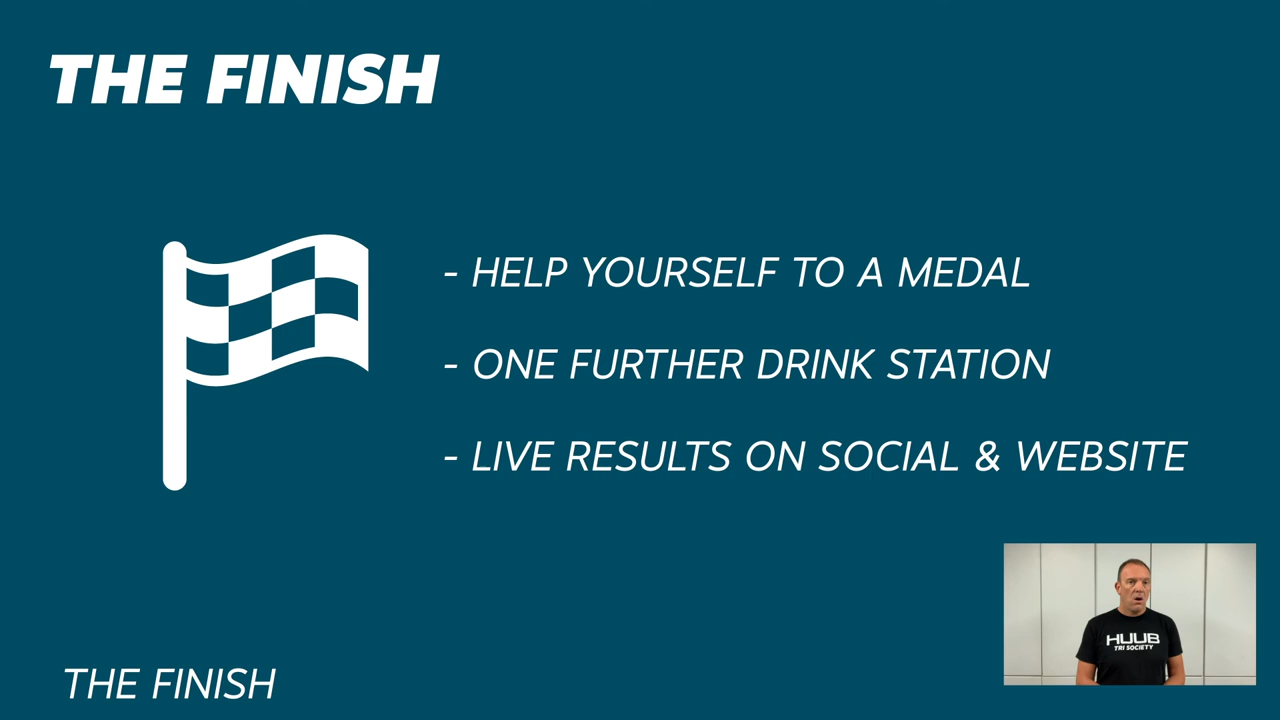 THE FINISH
- HELP YOURSELF TO A MEDAL
- ONE FURTHER DRINK STATION
- LIVE RESULTS ON SOCIAL & WEBSITE
HUUB
TRI SOCIETY
THE FINISH